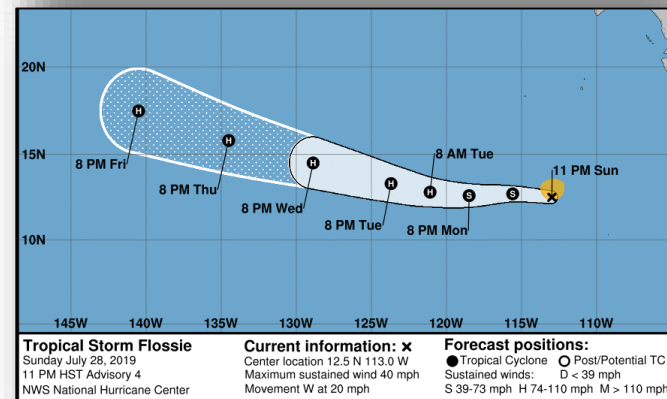 20N
15N
10N
8 PM Fri
8 PM Thu
8 PM Wed
8 PM Tue
8 AM Tue
8 PM Mon
11 PM Sun
H
H
H
H
H
S
S
145W 140W 135W 130W 125W 120W 115W 110W
Tropical Storm Flossie
Sunday July 28, 2019
11 PM HST Advisory 4
NWS National Hurricane Center
Current information: ×
Center location 12.5 N 113.0 W
Maximum sustained wind 40 mph
Movement W at 20 mph
Forecast positions:
Tropical Cyclone Post/Potential TC
Sustained winds: D < 39 mph
S 39-73 mph H 74-110 mph M > 110 mph